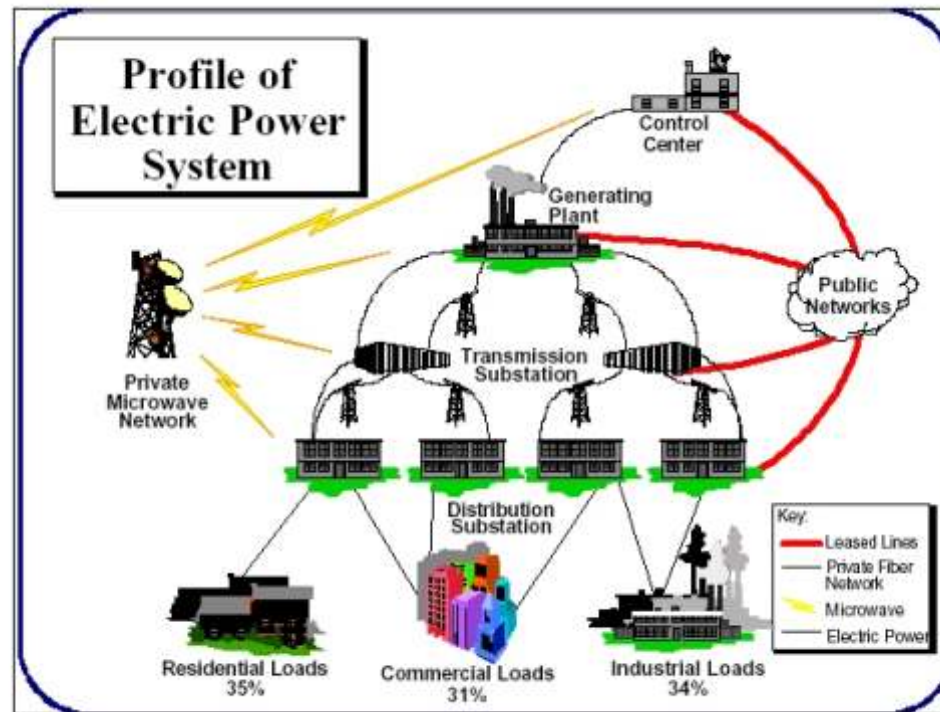 Profile of
Electric Power
System
Control
Center
Generating
Plant
Public
Networks
Private
Microwave
Network
Transmission
Substation
Distribution
Substation
Residential Loads
35%
Commercial Loads
31%
Industrial Loads
34%
Key:
Leased Lines
Private Fiber
Network
Microwave
Electric Power